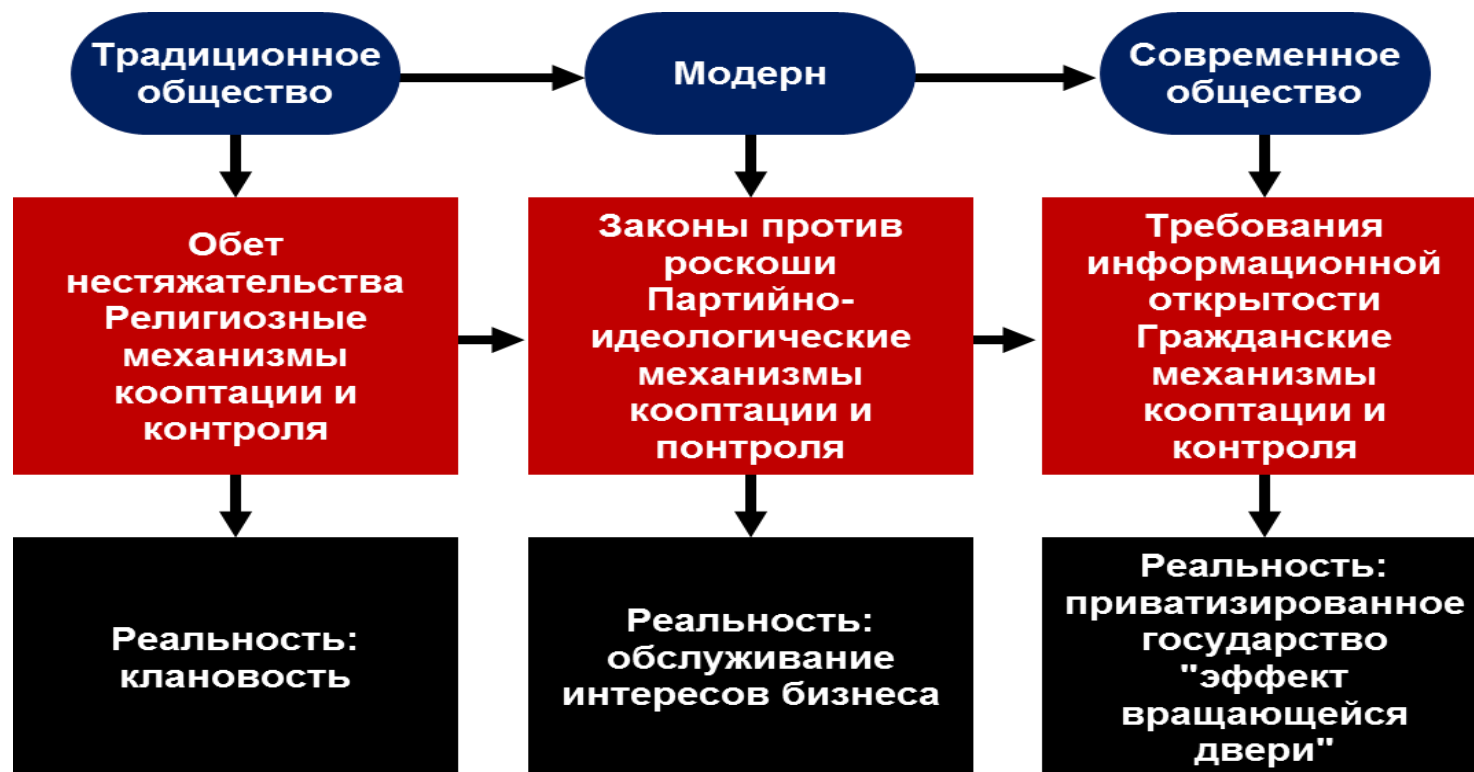 Традиционное
общество
Модерн
Современное
общество
Обет
нестяжательства
Религиозные
механизмы
кооптации и
контроля
Законы против
роскоши
Партийно-
идеологические
механизмы
кооптации и
понтроля
Требования
информационной
открытости
Гражданские
механизмы
кооптации и
контроля
Реальность:
клановость
Реальность:
обслуживание
интересов бизнеса
Реальность:
приватизированное
государство
"эффект
вращающейся
двери"